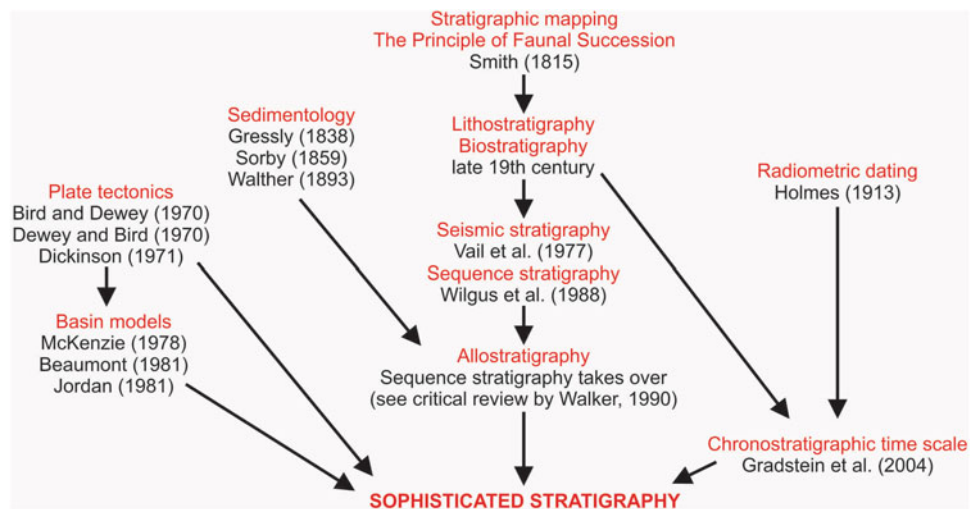 Stratigraphic mapping
The Principle of Faunal Succession
Smith (1815)
Sedimentology
Gressly (1838)
Sorby (1859)
Walther (1893)
Lithostratigraphy
Biostratigraphy
late 19th century
Radiometric dating
Holmes (1913)
Plate tectonics
Bird and Dewey (1970)
Dewey and Bird (1970)
Dickinson (1971)
Seismic stratigraphy
Vail et al. (1977)
Sequence stratigraphy
Wilgus et al. (1988)
Basin models
McKenzie (1978)
Beaumont (1981)
Jordan (1981)
Allostratigraphy
Sequence stratigraphy takes over
(see critical review by Walker, 1990)
Chronostratigraphic time scale
Gradstein et al. (2004)
SOPHISTICATED STRATIGRAPHY